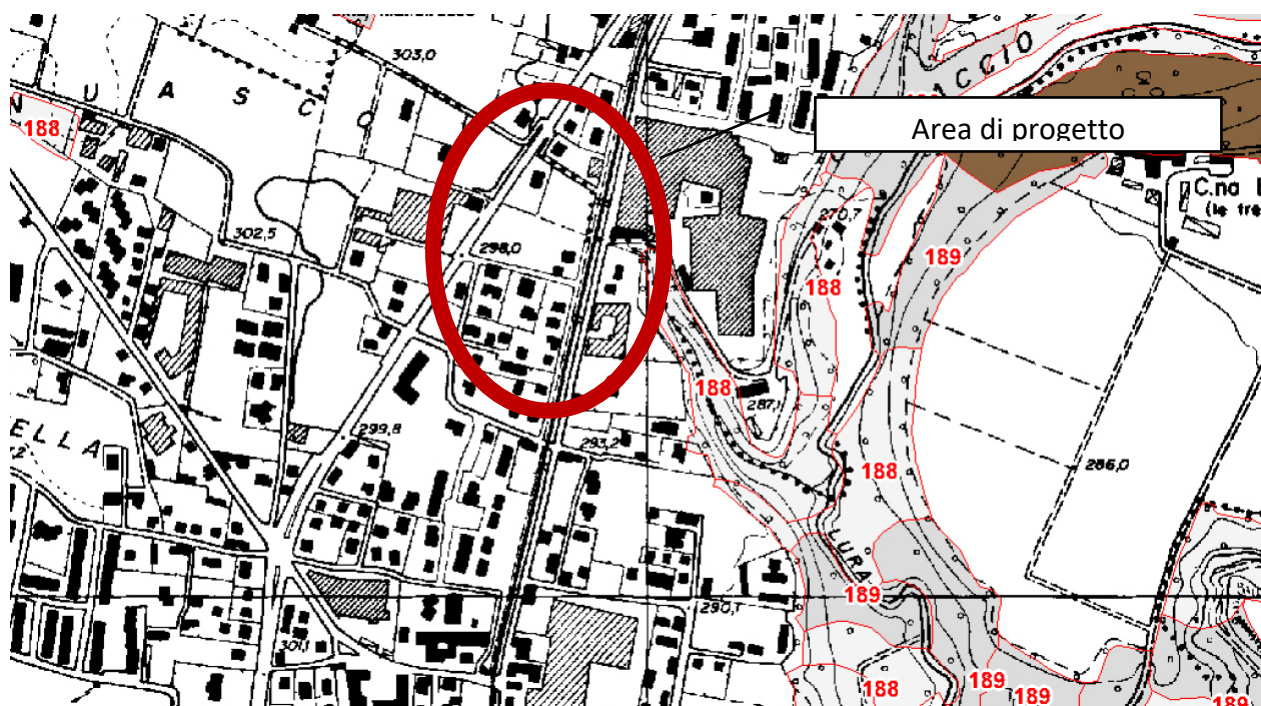 303,0
ACCIO
UASCO
188
Area di progetto
C.na
(le tre
270,7
302,5
298,0
189
188
188
287,1
293,2
ELLA
299,8
188
286,0
LURA
189
290,1
301,1
188
189
189
189